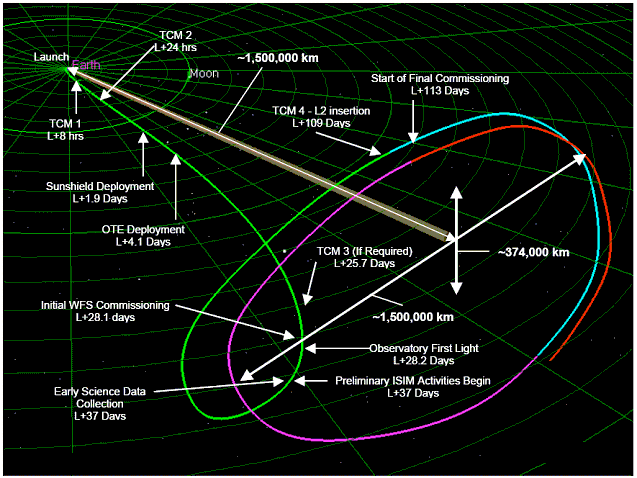 TCM 2
L+24 hrs
Launch
Earth
Moon
~1,500,000 km
Start of Final Commissioning
L+113 Days
TCM 4 - L2 insertion
L+109 Days
TCM 1
L+8 hrs
Sunshield Deployment
L+1.9 Days
OTE Deployment
L+4.1 Days
TCM 3 (If Required)
L+25.7 Days
~374,000 km
Initial WFS Commissioning
L+28.1 days
~1,500,000 km
Observatory First Light
L+28.2 Days
Early Science Data
Collection
L+37 Days
Preliminary ISIM Activities Begin
L+37 Days